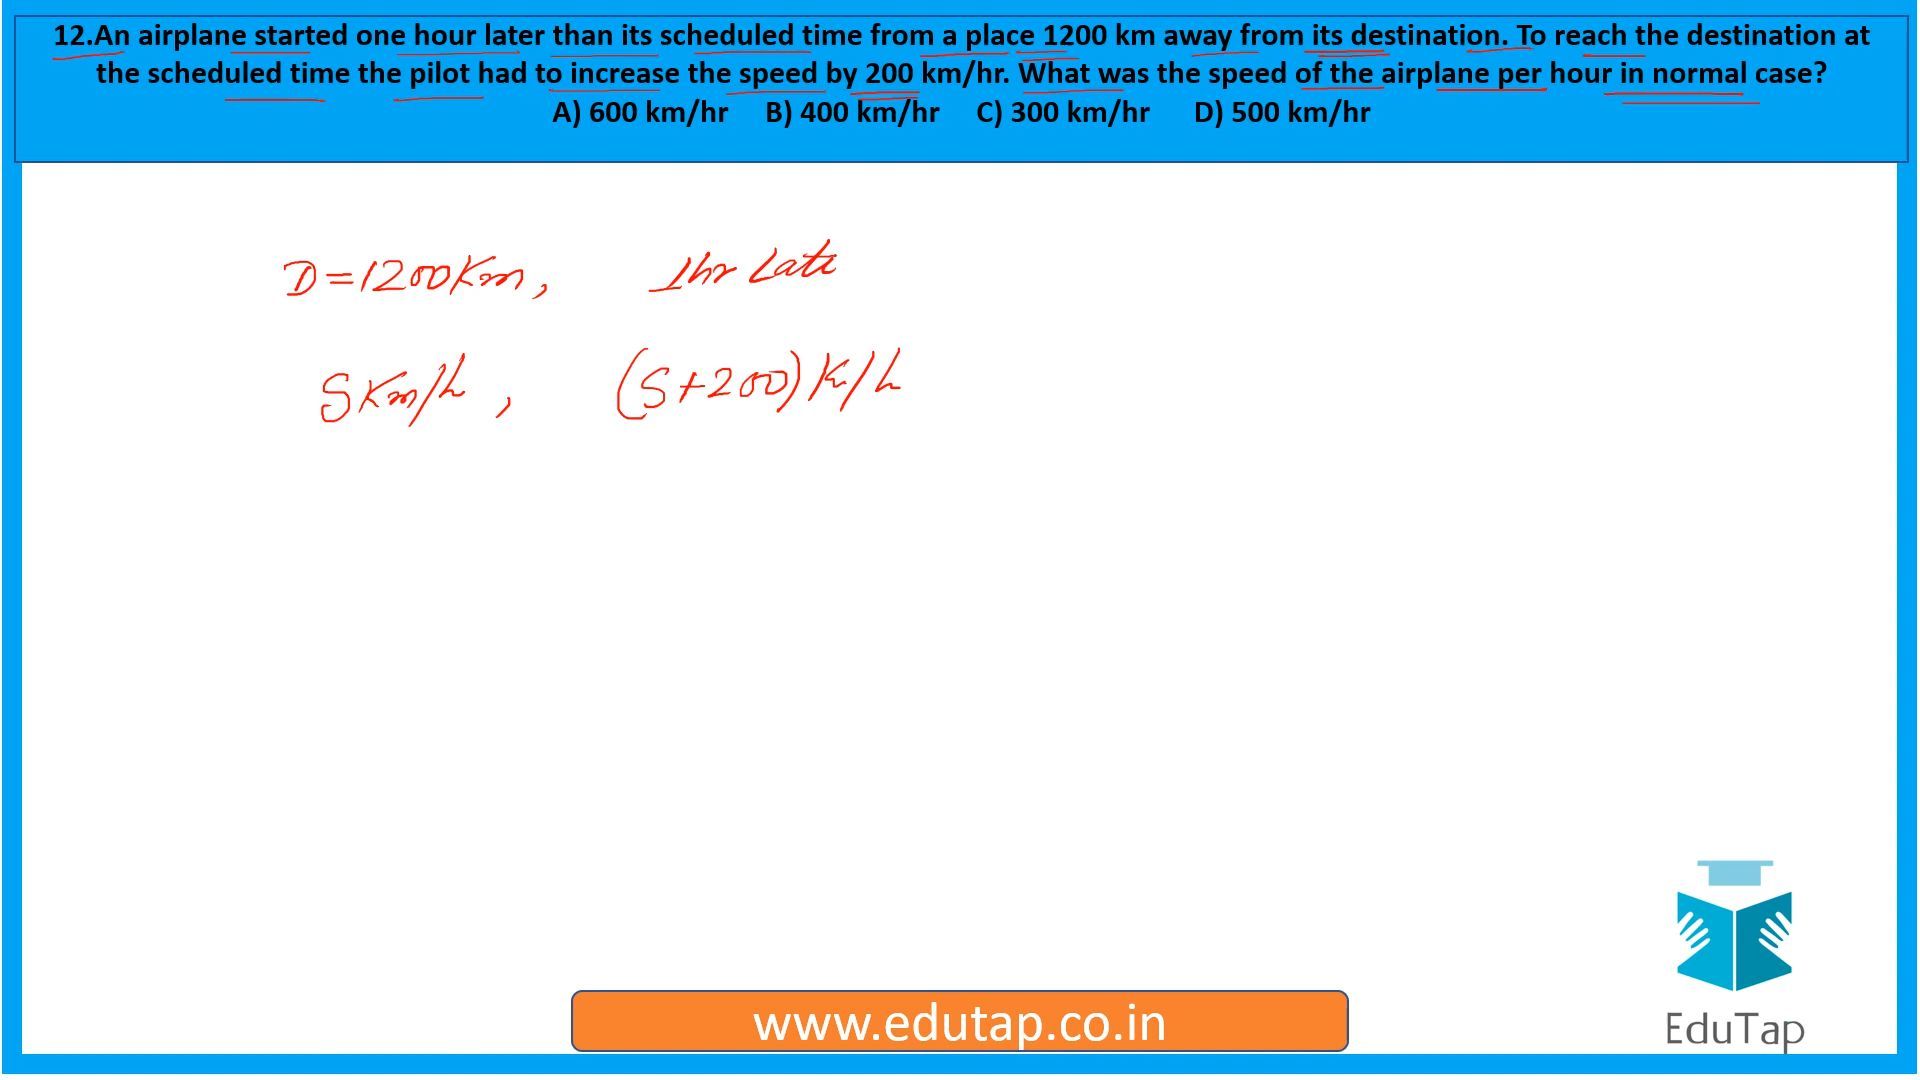 12.An airplane started one hour later than its scheduled time from a place 1200 km away from its destination. To reach the destination at
the scheduled time the pilot had to increase the speed by 200 km/hr. What was the speed of the airplane per hour in normal case?
A) 600 km/hr B) 400 km/hr C) 300 km/hr D) 500 km/hr
D=1200Km, 1hr Late
S Km/h, (S+200) K/h
www.edutap.co.in
EduTap